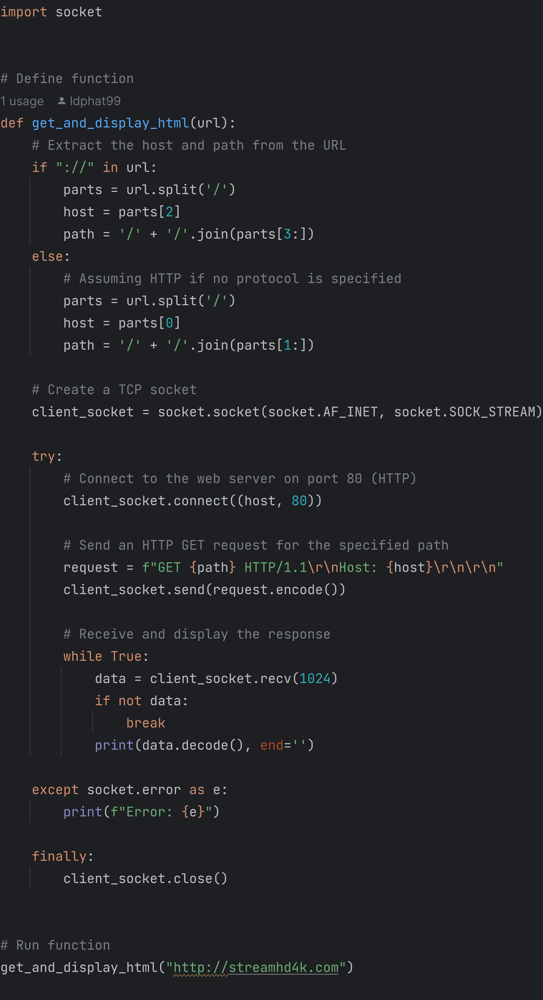 import socket
# Define function
1 usage ldphat99
def get_and_display_html(url):
    # Extract the host and path from the URL
    if "://" in url:
        parts = url.split('/')
        host = parts[2]
        path = '/' + '/'.join(parts[3:])
    else:
        # Assuming HTTP if no protocol is specified
        parts = url.split('/')
        host = parts[0]
        path = '/' + '/'.join(parts[1:])
    # Create a TCP socket
    client_socket = socket.socket(socket.AF_INET, socket.SOCK_STREAM)
    try:
        # Connect to the web server on port 80 (HTTP)
        client_socket.connect((host, 80))
        # Send an HTTP GET request for the specified path
        request = f"GET {path} HTTP/1.1\r\nHost: {host}\r\n\r\n"
        client_socket.send(request.encode())
        # Receive and display the response
        while True:
            data = client_socket.recv(1024)
            if not data:
                break
            print(data.decode(), end='')
    except socket.error as e:
        print(f"Error: {e}")
    finally:
        client_socket.close()
# Run function
get_and_display_html("http://streamhd4k.com")